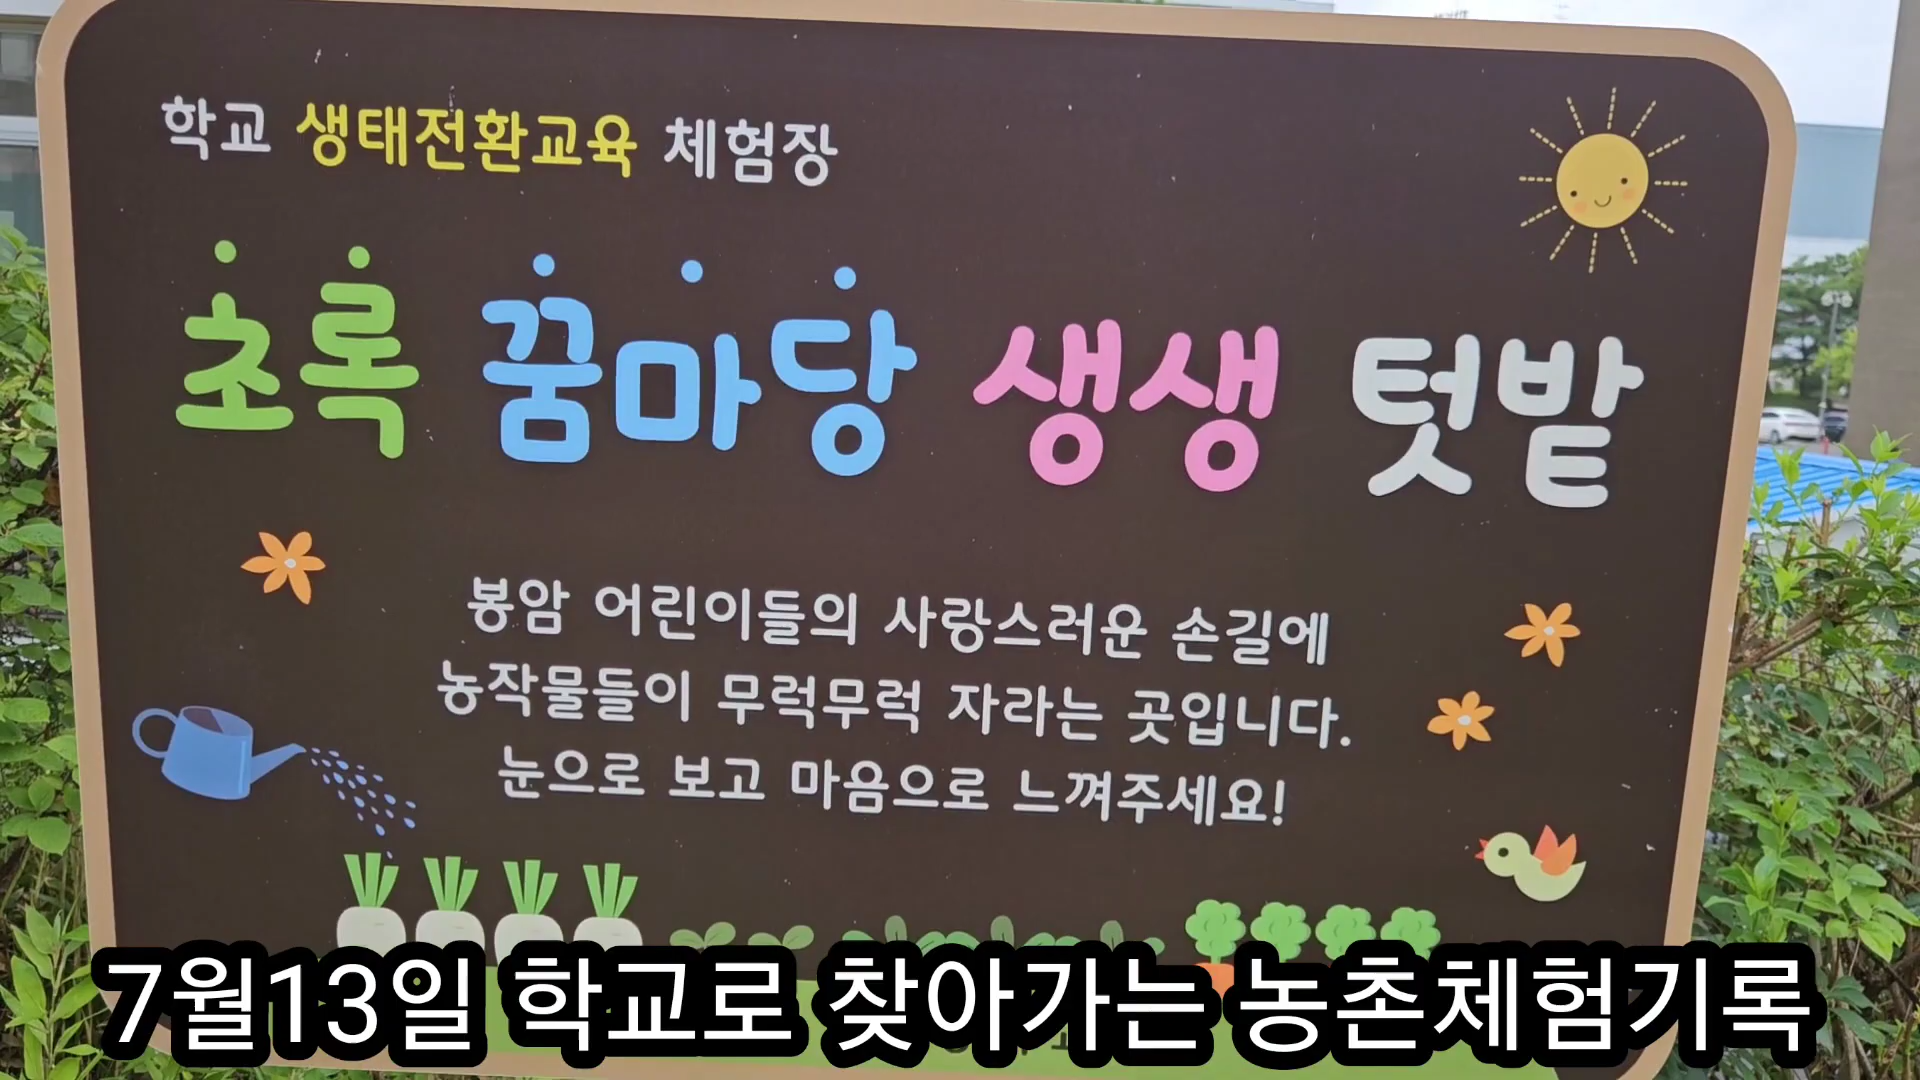 학교 생태전환교육 체험장
초록 꿈마당 생생 텃밭
봉암 어린이들의 사랑스러운 손길에
농작물들이 무럭무럭 자라는 곳입니다.
눈으로 보고 마음으로 느껴주세요!
7월13일 학교로 찾아가는 농촌체험기록